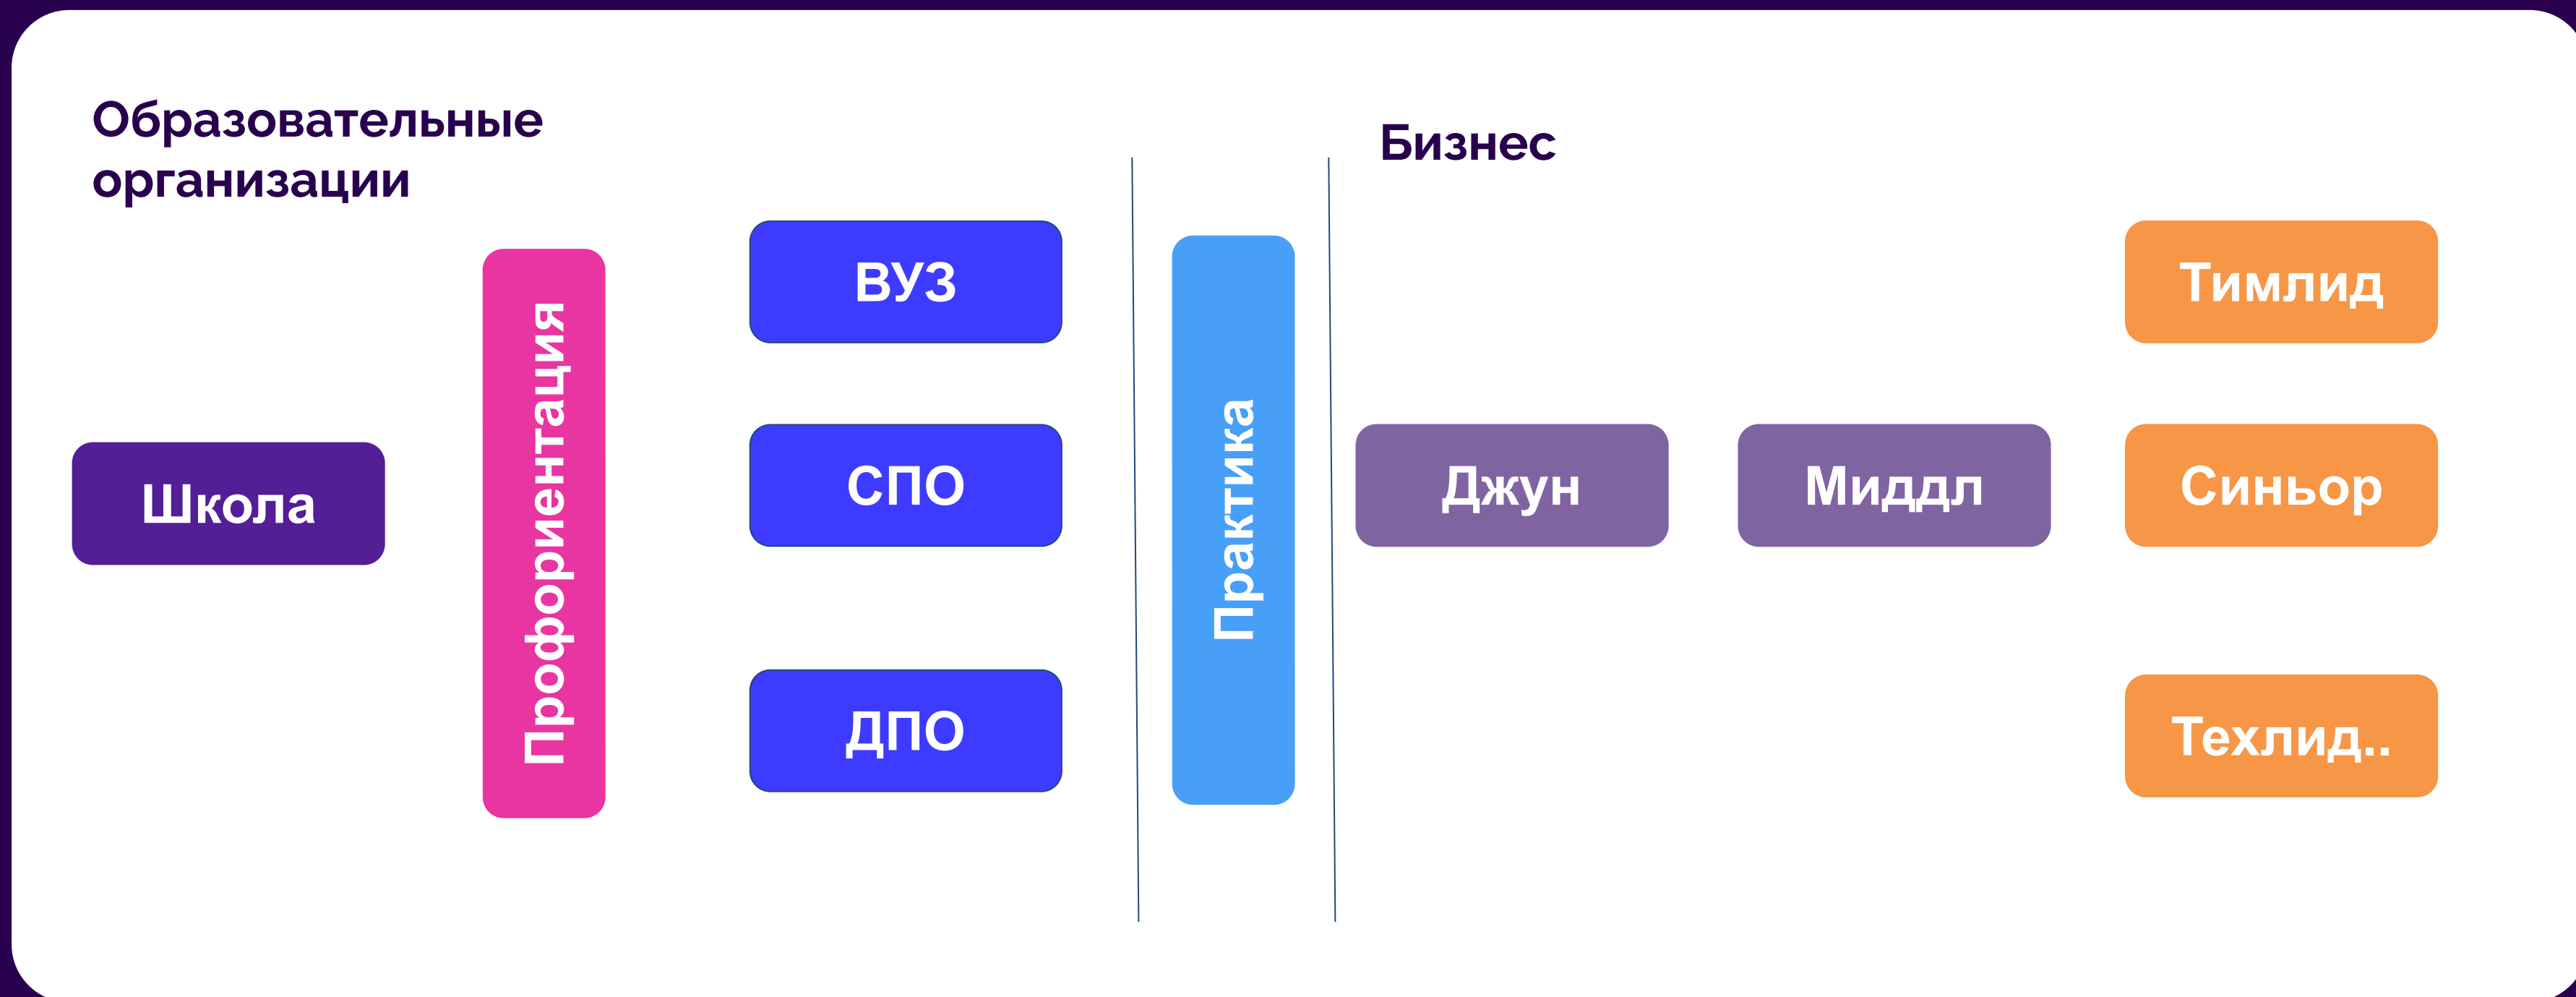 Образовательные
организации
Школа
Профориентация
ВУЗ
СПО
ДПО
Практика
Бизнес
Джун
Миддл
Тимлид
Синьор
Техлид..